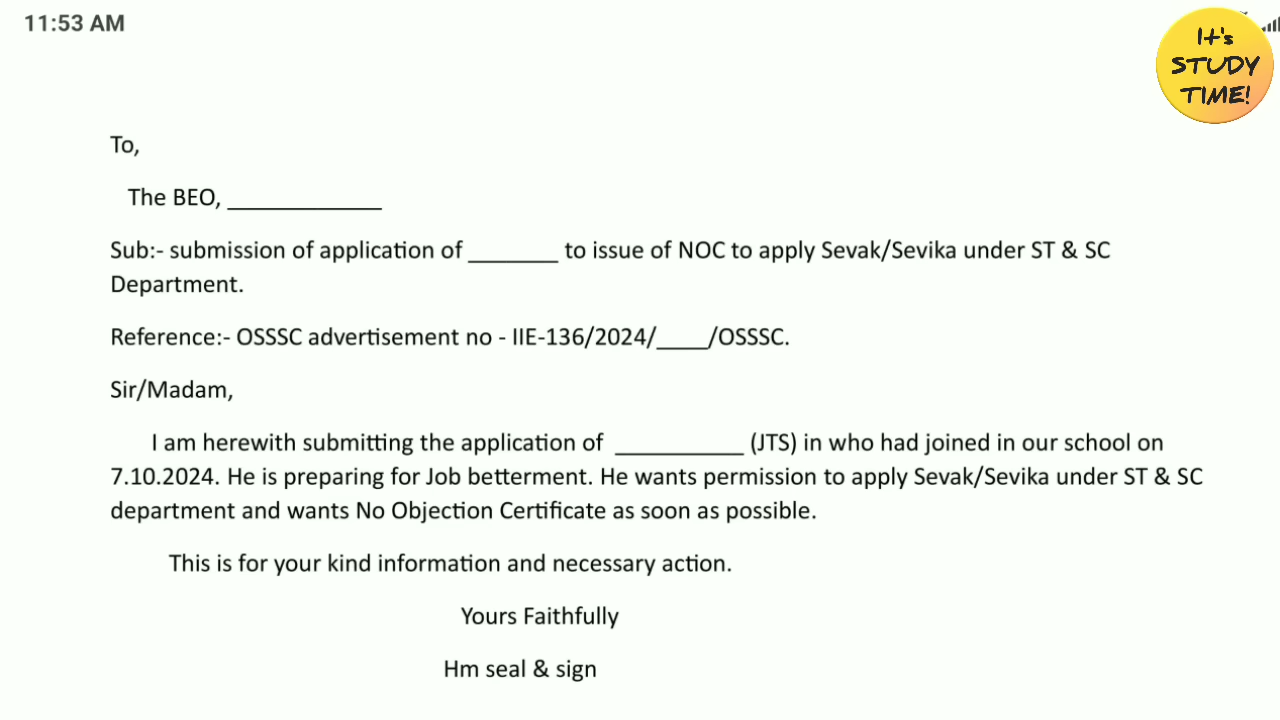 11:53 AM
It's
STUDY
TIME!
To,
The BEO, ____________
Sub:- submission of application of _______ to issue of NOC to apply Sevak/Sevika under ST & SC
Department.
Reference:- OSSSC advertisement no - IIE-136/2024/____/OSSSC.
Sir/Madam,
I am herewith submitting the application of __________ (JTS) in who had joined in our school on
7.10.2024. He is preparing for Job betterment. He wants permission to apply Sevak/Sevika under ST & SC
department and wants No Objection Certificate as soon as possible.
This is for your kind information and necessary action.
Yours Faithfully
Hm seal & sign